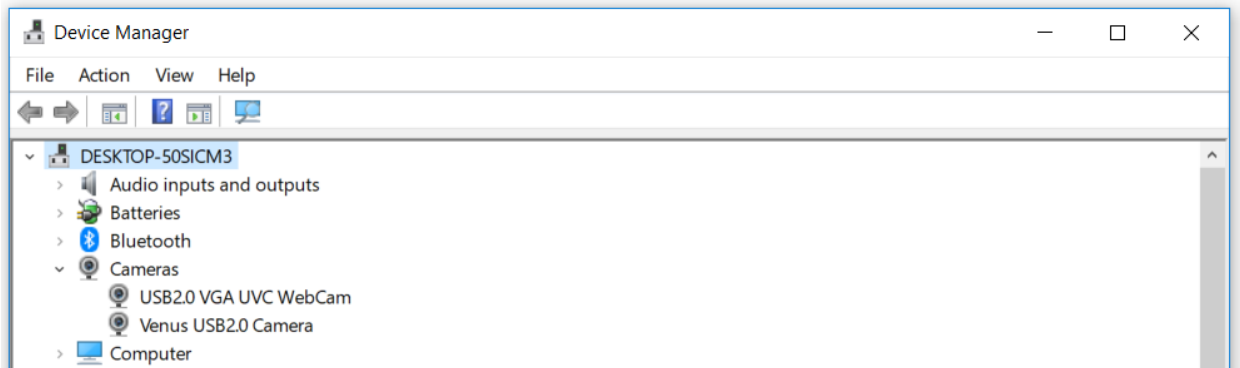 Device Manager
File Action View Help
DESKTOP-50SICM3
Audio inputs and outputs
Batteries
Bluetooth
Cameras
USB2.0 VGA UVC WebCam
Venus USB2.0 Camera
Computer